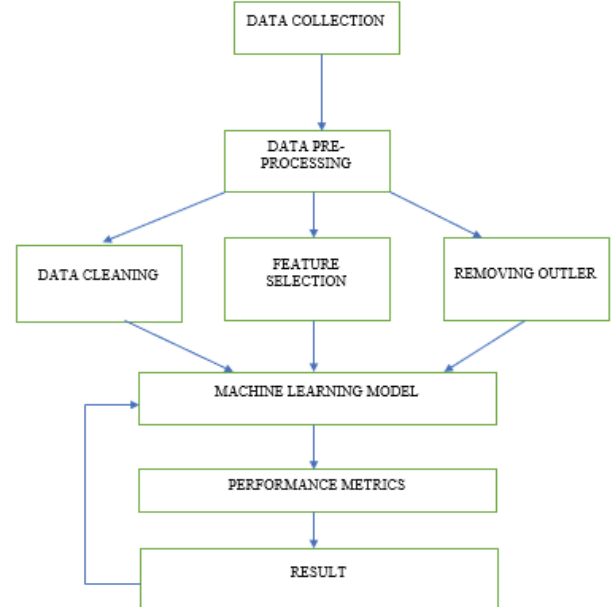 DATA COLLECTION
DATA PRE-
PROCESSING
DATA CLEANING
FEATURE
SELECTION
REMOVING OUTLER
MACHINE LEARNING MODEL
PERFORMANCE METRICS
RESULT